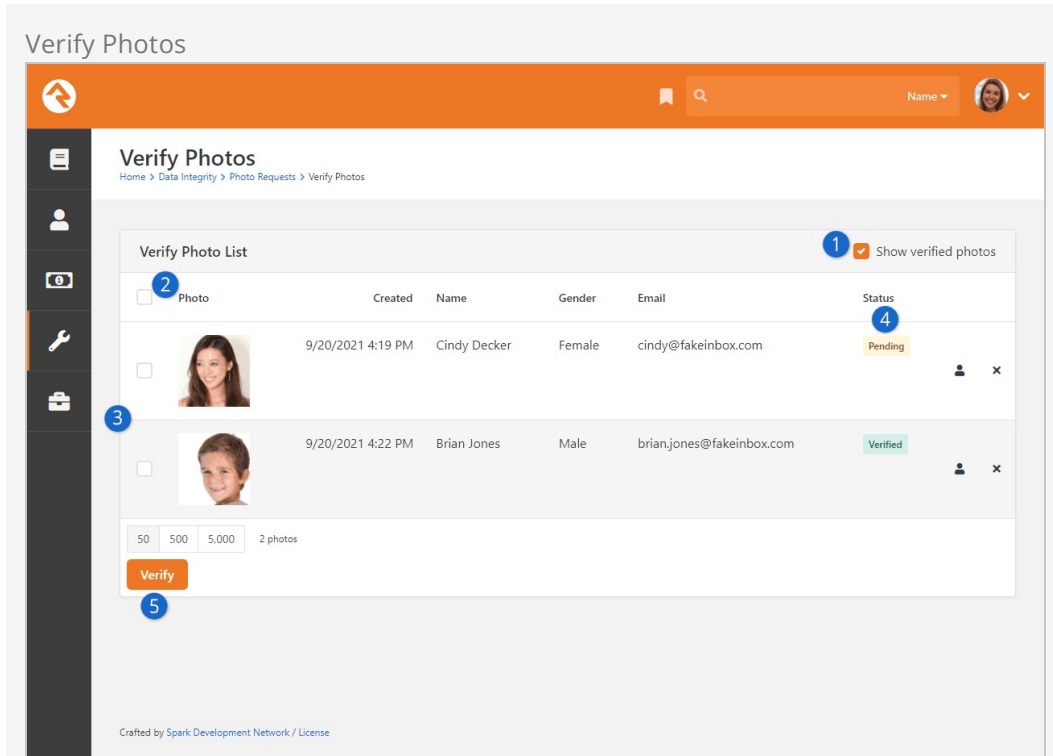 Verify Photos
Name
Verify Photos
Home > Data Integrity > Photo Requests > Verify Photos
Verify Photo List
1
Show verified photos
2
Photo Created Name Gender Email Status
4
9/20/2021 4:19 PM Cindy Decker Female cindy@fakeinbox.com Pending
3
9/20/2021 4:22 PM Brian Jones Male brian.jones@fakeinbox.com Verified
50 500 5,000 2 photos
Verify
5
Crafted by Spark Development Network / License